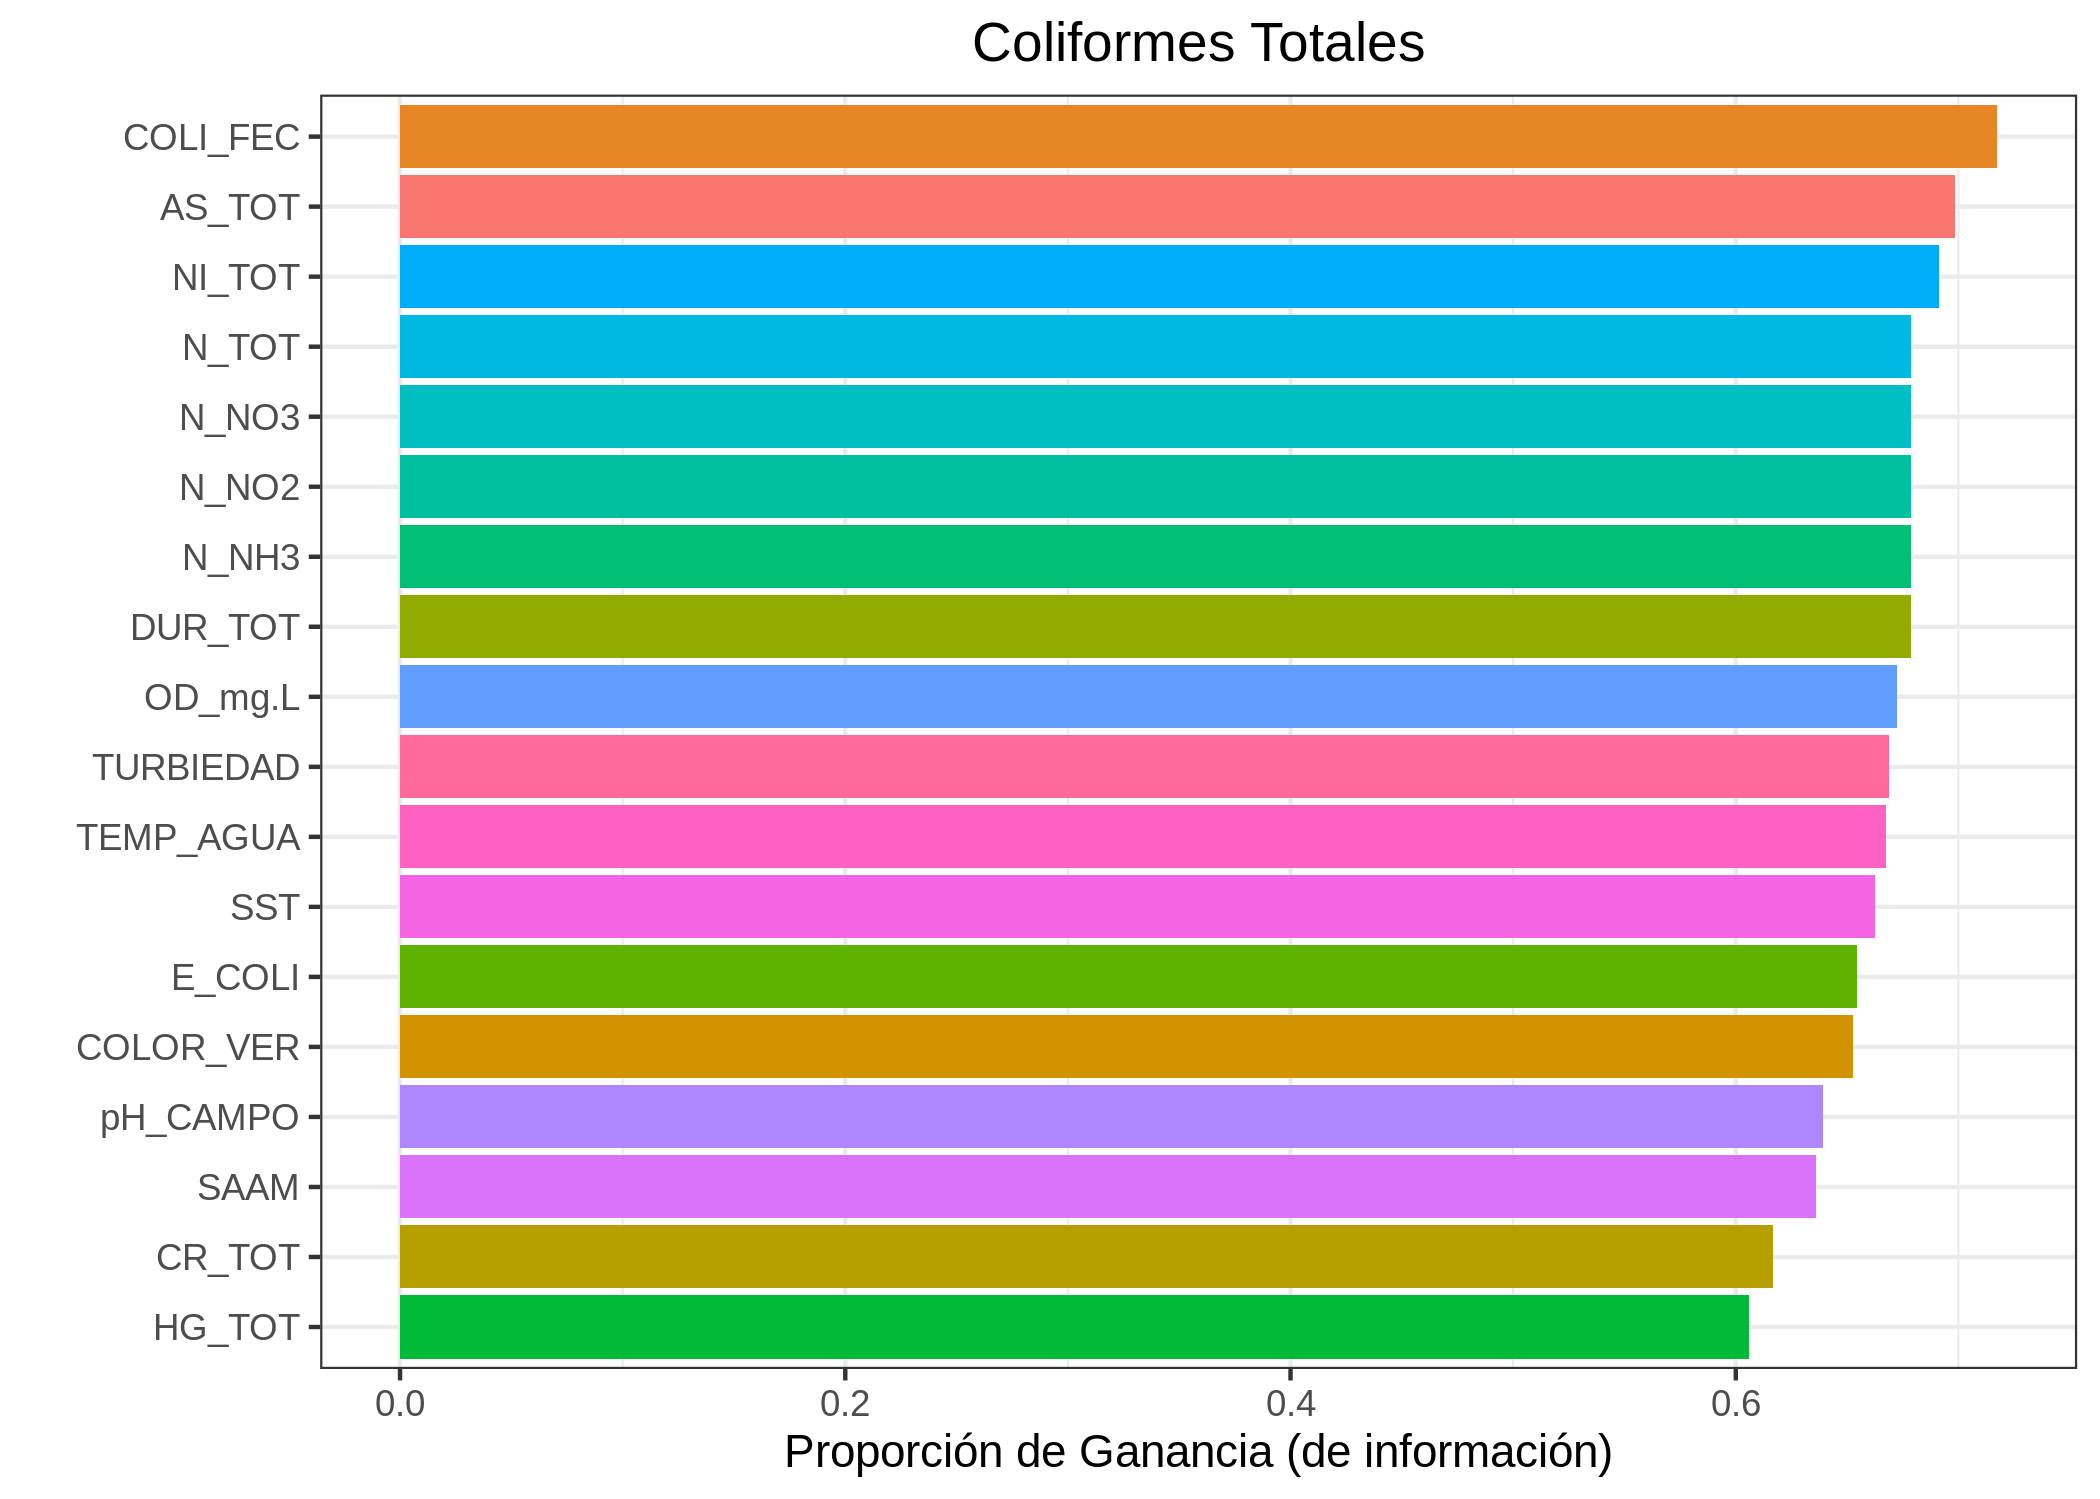 Coliformes Totales
COLI_FEC
AS_TOT
NI_TOT
N_TOT
N_NO3
N_NO2
N_NH3
DUR_TOT
OD_mg.L
TURBIEDAD
TEMP_AGUA
SST
E_COLI
COLOR_VER
pH_CAMPO
SAAM
CR_TOT
HG_TOT
0.0 0.2 0.4 0.6
Proporción de Ganancia (de información)